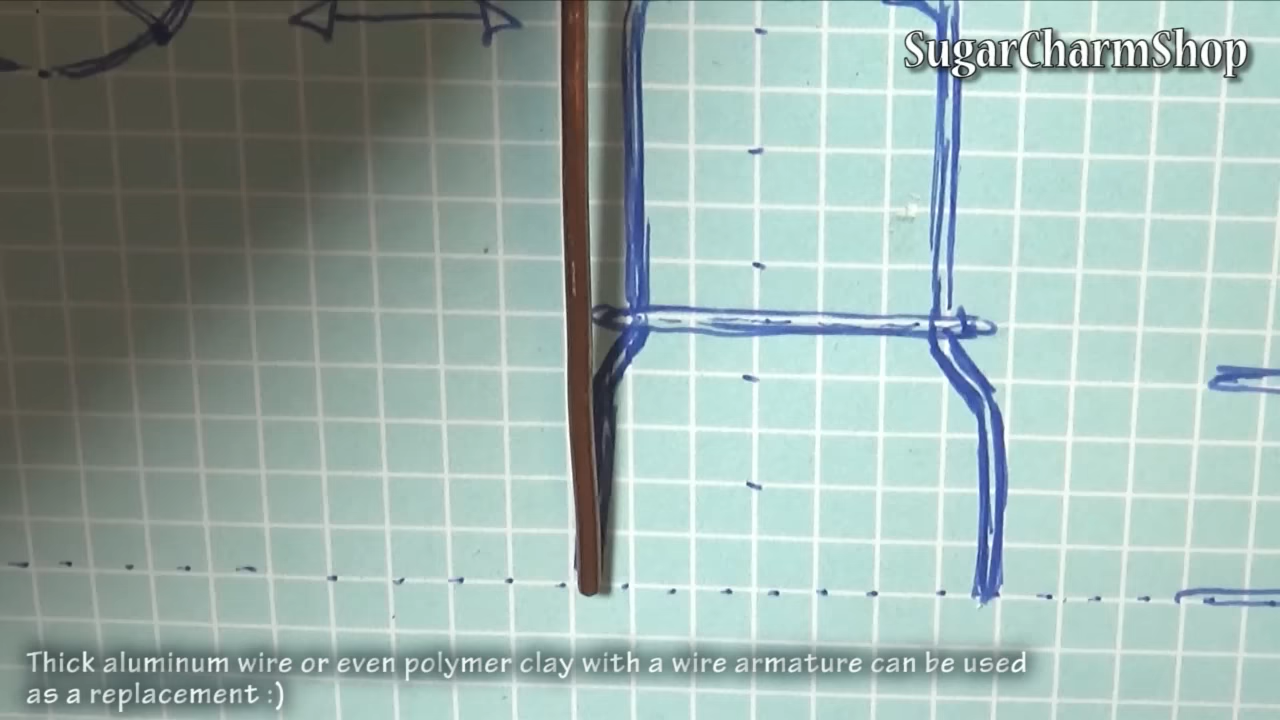 SugarCharmShop
Thick aluminum wire or even polymer clay with a wire armature can be used
as a replacement :)